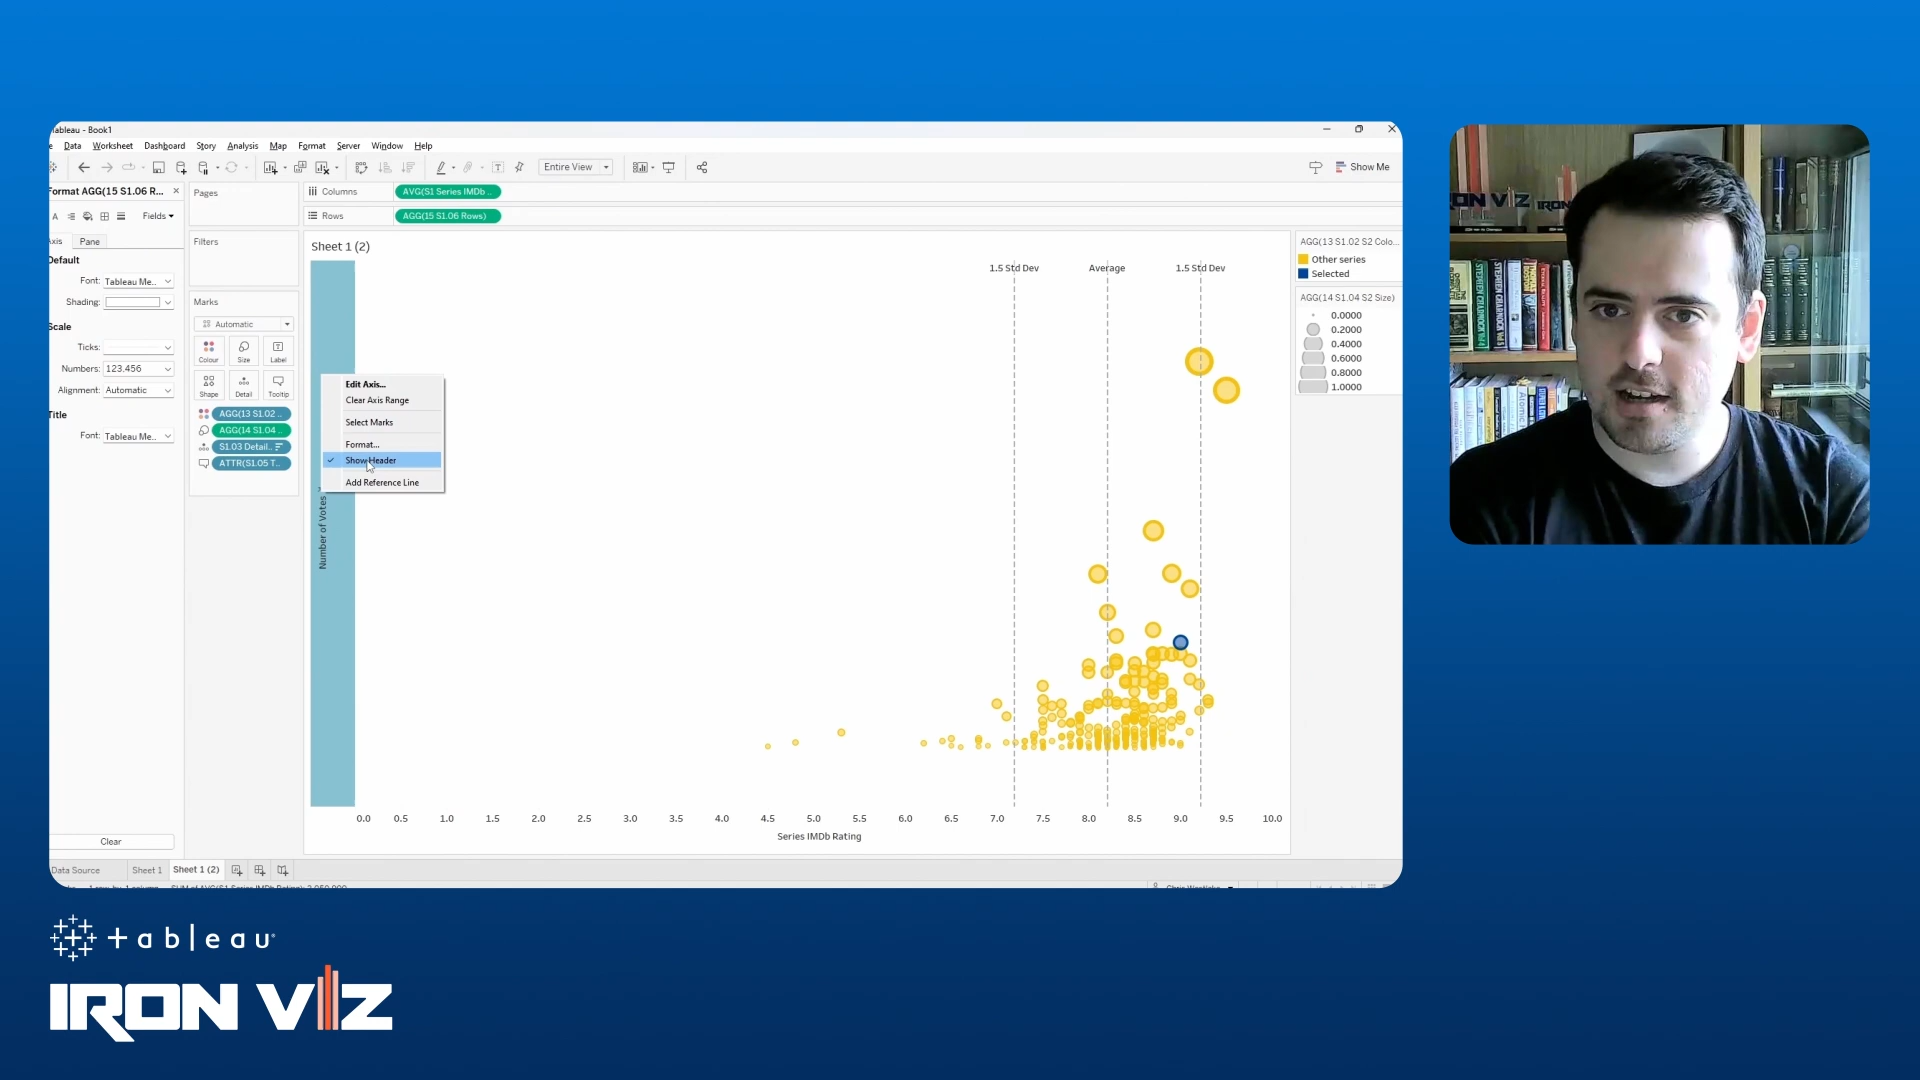 Tableau - Book1
Data Worksheet Dashboard Story Analysis Map Format Server Window Help
Entire View
Show Me
Format AGG(15 S1.06 R...
Fields
Axis Pane
Default
Font: Tableau Me..
Shading:
Scale
Ticks:
Numbers: 123,456
Alignment: Automatic
Title
Font: Tableau Me..
Clear
Pages
Filters
Marks
Automatic
Colour Size Label
Shape Detail Tooltip
AGG(13 S1.02 ..
AGG(14 S1.04 ..
S1.03 Detail..
ATTR(S1.05 T..
Columns AVG(S1 Series IMDb ..
Rows AGG(15 S1.06 Rows)
Sheet 1 (2)
1.5 Std Dev Average 1.5 Std Dev
Edit Axis...
Clear Axis Range
Select Marks
Format...
Show Header
Add Reference Line
Number of Votes
0.0 0.5 1.0 1.5 2.0 2.5 3.0 3.5 4.0 4.5 5.0 5.5 6.0 6.5 7.0 7.5 8.0 8.5 9.0 9.5 10.0
Series IMDb Rating
AGG(13 S1.02 S2 Colo...
Other series
Selected
AGG(14 S1.04 S2 Size)
0.0000
0.2000
0.4000
0.6000
0.8000
1.0000
Data Source Sheet 1 Sheet 1 (2)
IRON VIZ IRON
STEPHEN CHARNOCK
+ableau
IRON VIZ